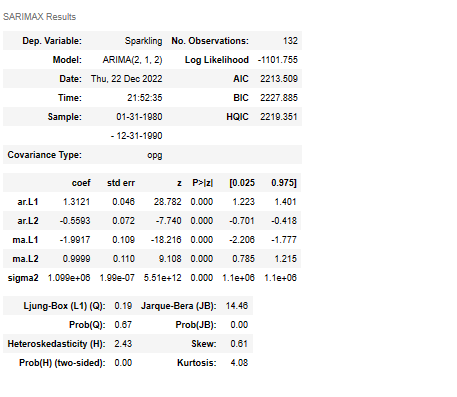 SARIMAX Results
Dep. Variable: Sparkling No. Observations: 132
Model: ARIMA(2, 1, 2) Log Likelihood -1101.755
Date: Thu, 22 Dec 2022 AIC 2213.509
Time: 21:52:35 BIC 2227.885
Sample: 01-31-1980 HQIC 2219.351
- 12-31-1990
Covariance Type: opg
coef std err z P>|z| [0.025 0.975]
ar.L1 1.3121 0.046 28.782 0.000 1.223 1.401
ar.L2 -0.5593 0.072 -7.740 0.000 -0.701 -0.418
ma.L1 -1.9917 0.109 -18.216 0.000 -2.206 -1.777
ma.L2 0.9999 0.110 9.108 0.000 0.785 1.215
sigma2 1.099e+06 1.99e-07 5.51e+12 0.000 1.1e+06 1.1e+06
Ljung-Box (L1) (Q): 0.19 Jarque-Bera (JB): 14.46
Prob(Q): 0.67 Prob(JB): 0.00
Heteroskedasticity (H): 2.43 Skew: 0.61
Prob(H) (two-sided): 0.00 Kurtosis: 4.08